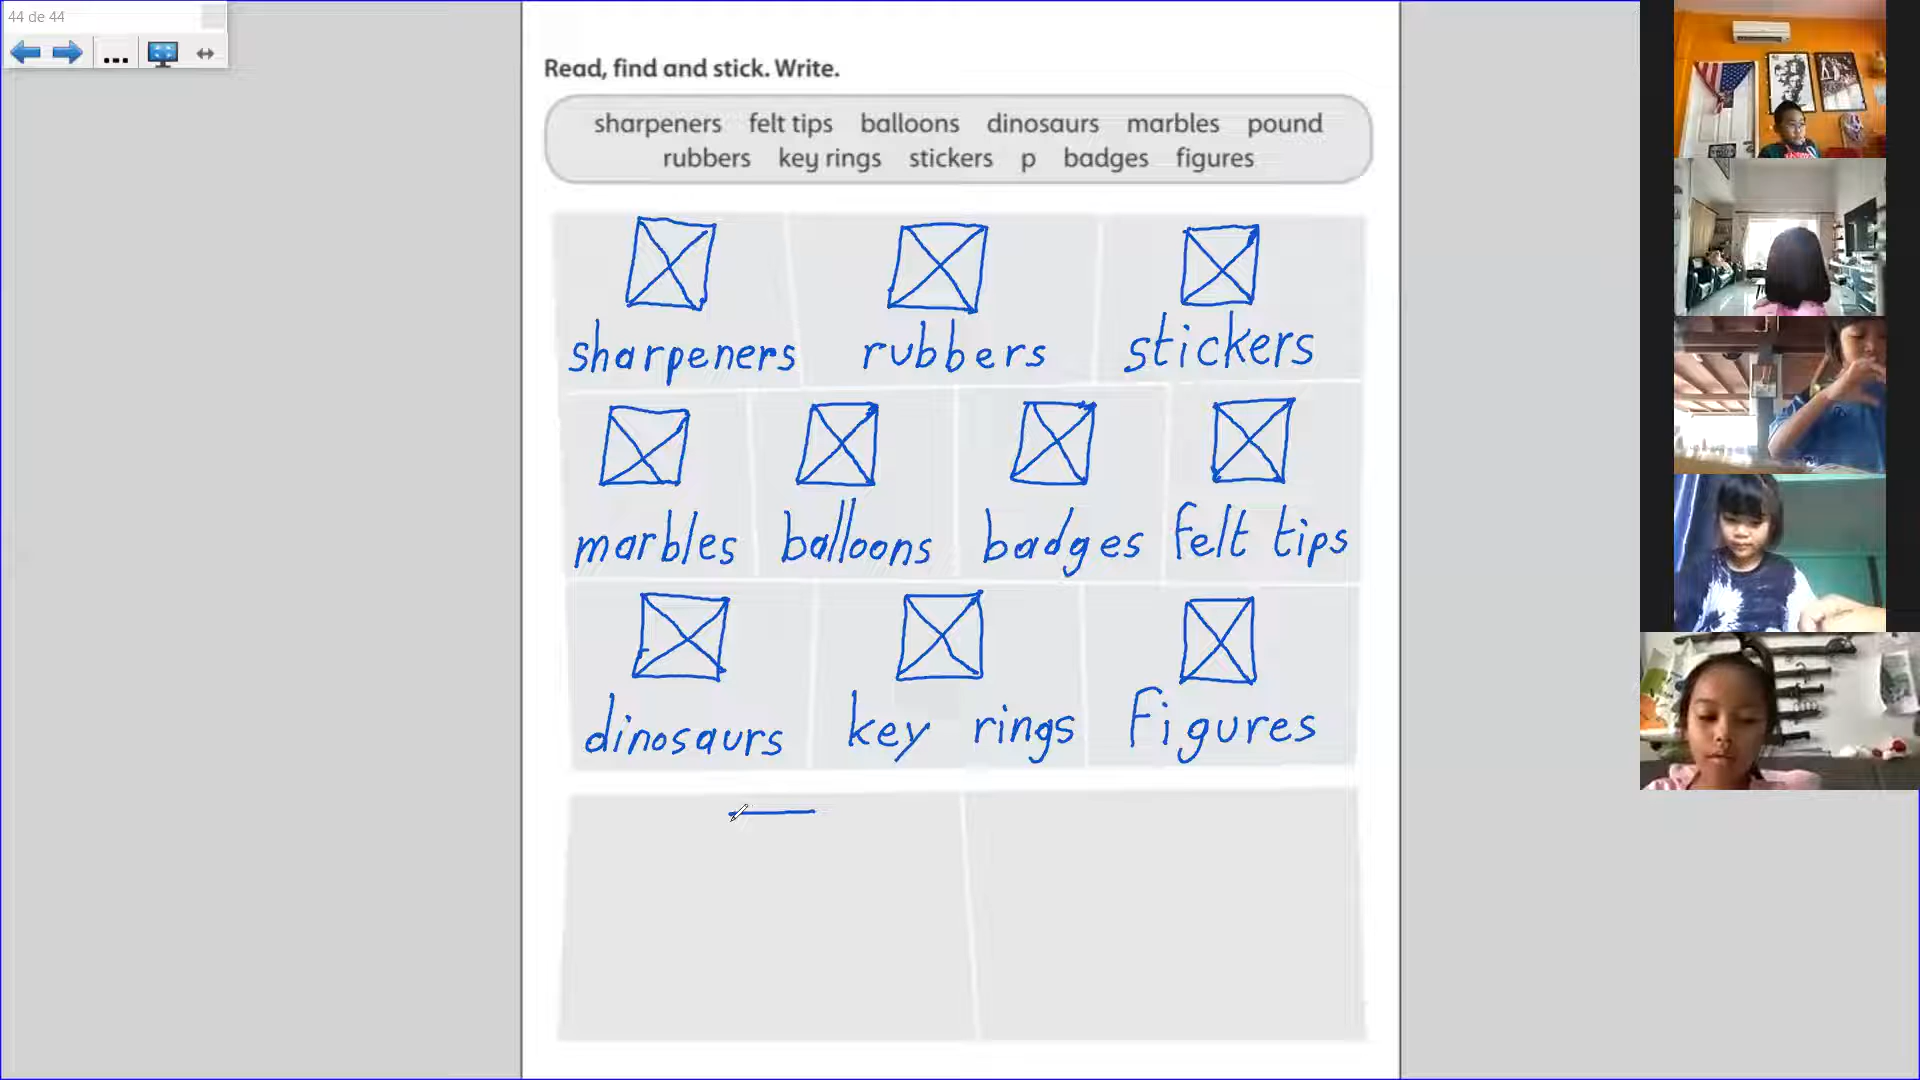 44 de 44
Read, find and stick. Write.
sharpeners felt tips balloons dinosaurs marbles pound
rubbers key rings stickers p badges figures
sharpeners rubbers stickers
marbles balloons badges felt tips
dinosaurs key rings figures